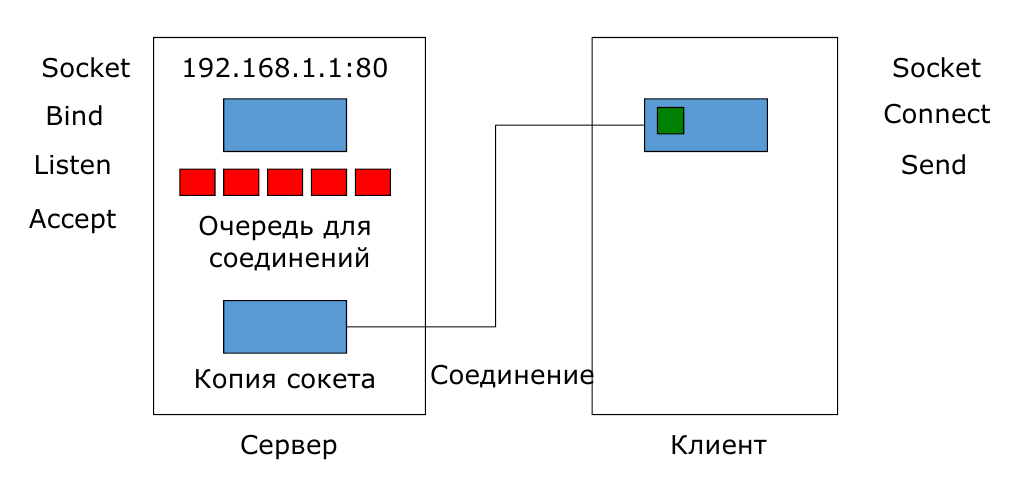 Socket
192.168.1.1:80
Socket
Bind
Connect
Listen
Send
Accept
Очередь для
соединений
Копия сокета
Соединение
Сервер
Клиент